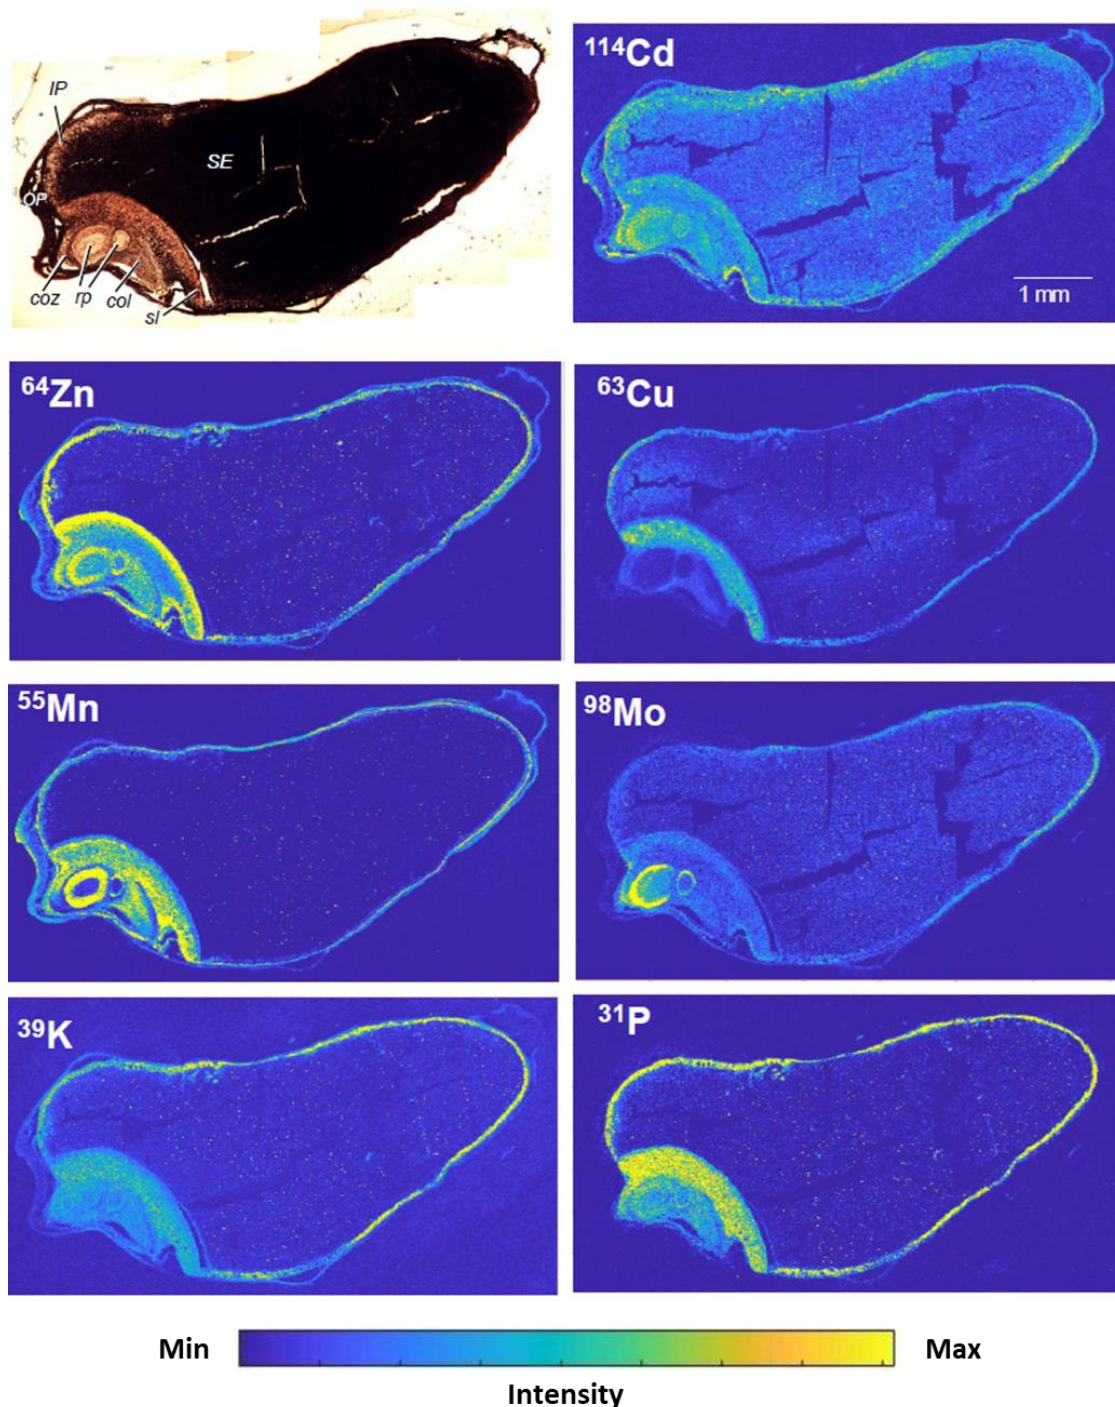 IP
SE
OP
coz rp col
sl
¹¹⁴Cd
1 mm
⁶⁴Zn
⁶³Cu
⁵⁵Mn
⁹⁸Mo
³⁹K
³¹P
Min Max
Intensity